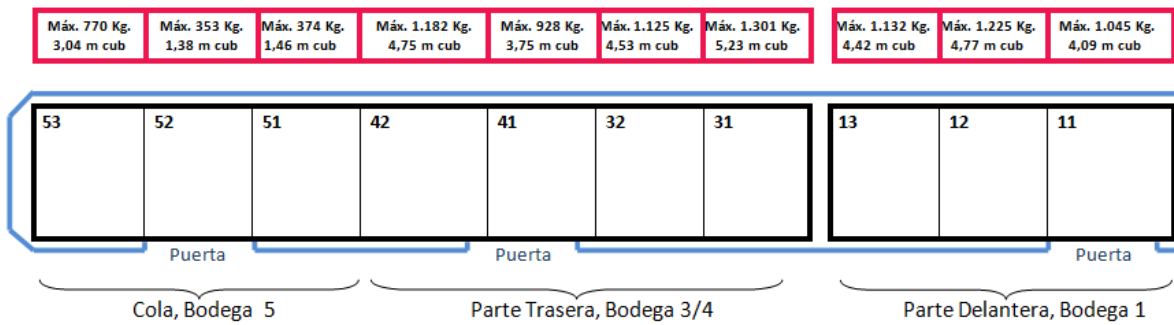 Máx. 770 Kg.
3,04 m cub
Máx. 353 Kg.
1,38 m cub
Máx. 374 Kg.
1,46 m cub
Máx. 1.182 Kg.
4,75 m cub
Máx. 928 Kg.
3,75 m cub
Máx. 1.125 Kg.
4,53 m cub
Máx. 1.301 Kg.
5,23 m cub
Máx. 1.132 Kg.
4,42 m cub
Máx. 1.225 Kg.
4,77 m cub
Máx. 1.045 Kg.
4,09 m cub
53 52 51 42 41 32 31 13 12 11
Puerta Puerta Puerta
Cola, Bodega 5 Parte Trasera, Bodega 3/4 Parte Delantera, Bodega 1